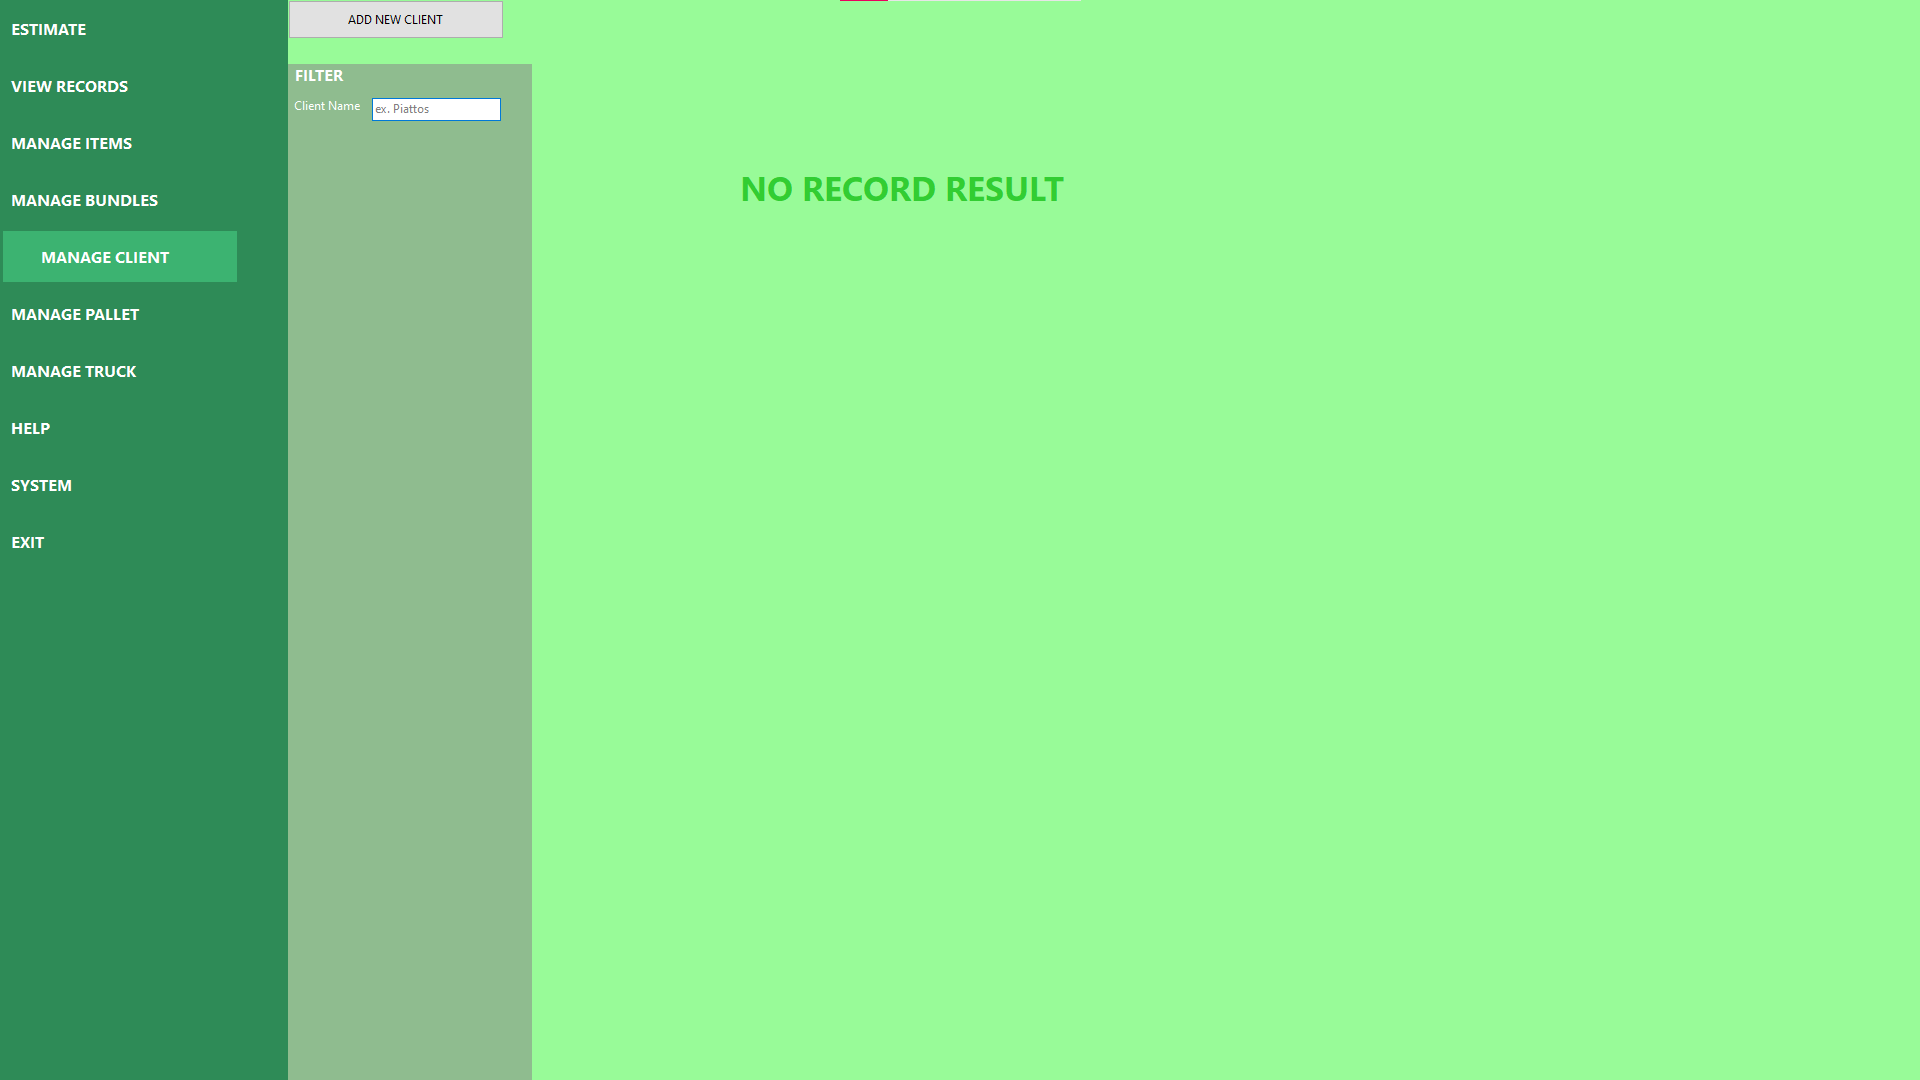 ESTIMATE
VIEW RECORDS
MANAGE ITEMS
MANAGE BUNDLES
MANAGE CLIENT
MANAGE PALLET
MANAGE TRUCK
HELP
SYSTEM
EXIT
ADD NEW CLIENT
FILTER
Client Name ex. Piattos
NO RECORD RESULT